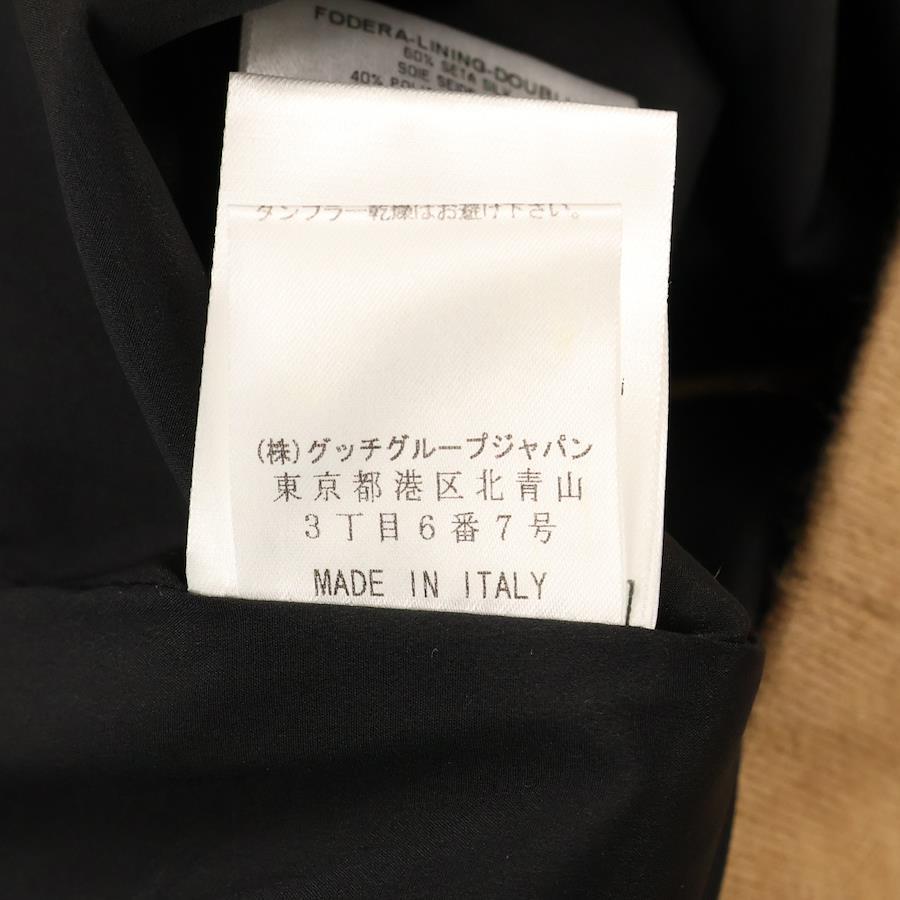 FODERA-LINING-DOUBL
60% SETA SILK
SOIE SEIDE
40%
タンブラー乾燥はお避け下さい。
(株)グッチグループジャパン
東京都港区北青山
3丁目6番7号
MADE IN ITALY